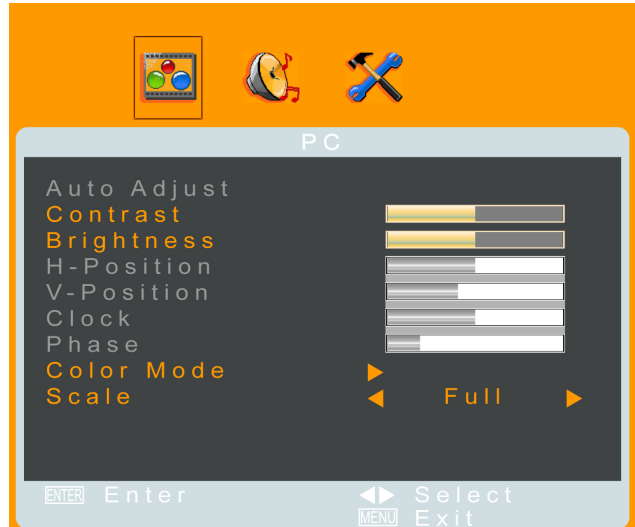 PC
Auto Adjust
Contrast
Brightness
H-Position
V-Position
Clock
Phase
Color Mode
Scale Full
ENTER Enter Select
MENU Exit